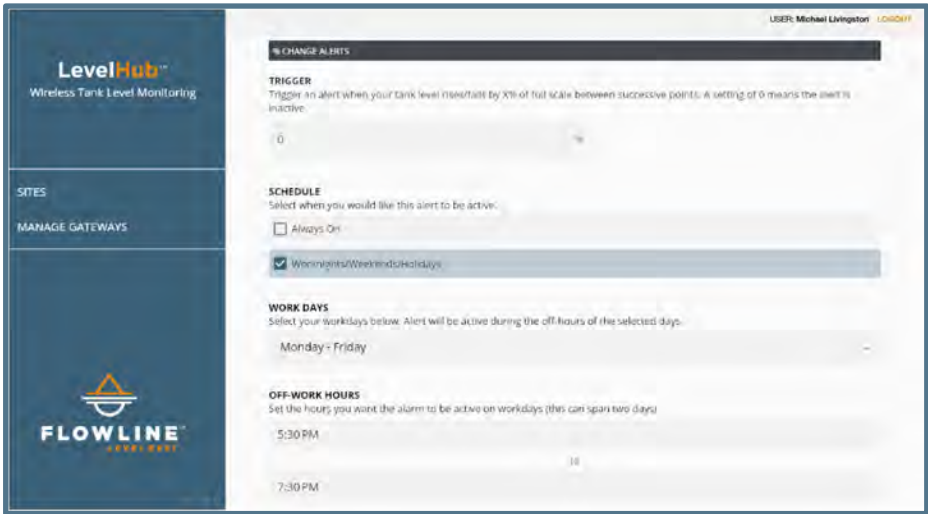 USER: Michael Livingston LOGOUT
LevelHub™
Wireless Tank Level Monitoring
SITES
MANAGE GATEWAYS
FLOWLINE
% CHANGE ALERTS
TRIGGER
Trigger an alert when your tank level rises/falls by X% of full scale between successive points. A setting of 0 means the alert is
inactive.
0 %
SCHEDULE
Select when you would like this alert to be active.
Always On
Worknights/Weekends/Holidays
WORK DAYS
Select your workdays below. Alert will be active during the off-hours of the selected days.
Monday - Friday
OFF-WORK HOURS
Set the hours you want the alarm to be active on workdays (this can span two days)
5:30 PM
to
7:30 PM